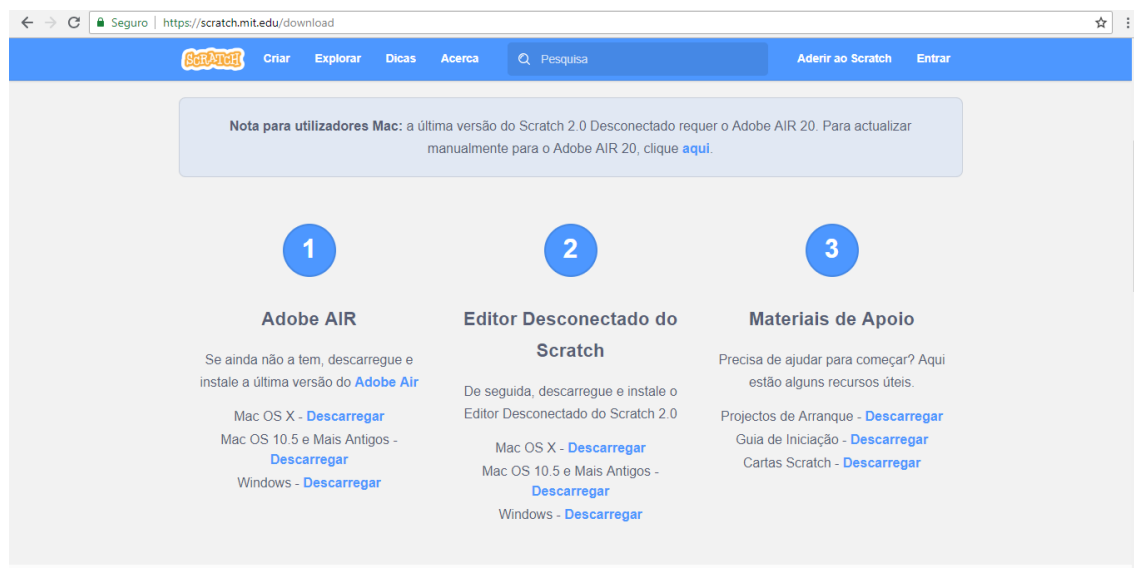 Seguro | https://scratch.mit.edu/download
SCRATCH Criar Explorar Dicas Acerca Pesquisa Aderir ao Scratch Entrar
Nota para utilizadores Mac: a última versão do Scratch 2.0 Desconectado requer o Adobe AIR 20. Para actualizar
manualmente para o Adobe AIR 20, clique aqui.
1
Adobe AIR
Se ainda não a tem, descarregue e
instale a última versão do Adobe Air
Mac OS X - Descarregar
Mac OS 10.5 e Mais Antigos -
Descarregar
Windows - Descarregar
2
Editor Desconectado do
Scratch
De seguida, descarregue e instale o
Editor Desconectado do Scratch 2.0
Mac OS X - Descarregar
Mac OS 10.5 e Mais Antigos -
Descarregar
Windows - Descarregar
3
Materiais de Apoio
Precisa de ajudar para começar? Aqui
estão alguns recursos úteis.
Projectos de Arranque - Descarregar
Guia de Iniciação - Descarregar
Cartas Scratch - Descarregar